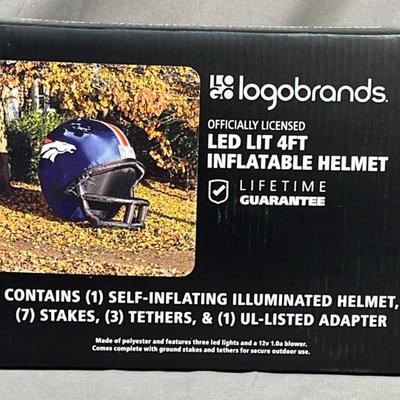 LOGO
logobrands.
OFFICIALLY LICENSED
LED LIT 4FT
INFLATABLE HELMET
LIFETIME
GUARANTEE
CONTAINS (1) SELF-INFLATING ILLUMINATED HELMET,
(7) STAKES, (3) TETHERS, & (1) UL-LISTED ADAPTER
Made of polyester and features three led lights and a 12v 1.0a blower.
Comes complete with ground stakes and tethers for secure outdoor use.